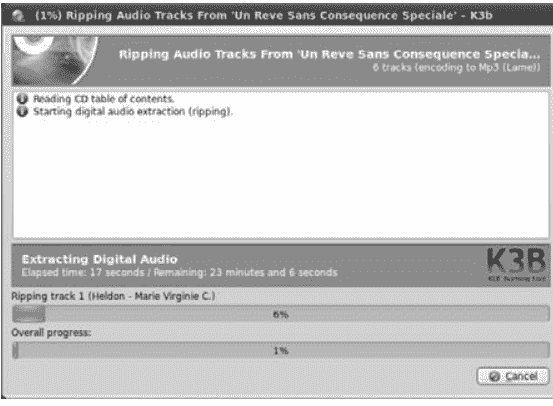 (1%) Ripping Audio Tracks From 'Un Reve Sans Consequence Speciale' - K3b
Ripping Audio Tracks From 'Un Reve Sans Consequence Specia...
6 tracks (encoding to Mp3 (Lame))
Reading CD table of contents.
Starting digital audio extraction (ripping).
Extracting Digital Audio
Elapsed time: 17 seconds / Remaining: 23 minutes and 6 seconds
K3B
Ripping track 1 (Heldon - Marie Virginie C.)
6%
Overall progress:
1%
Cancel